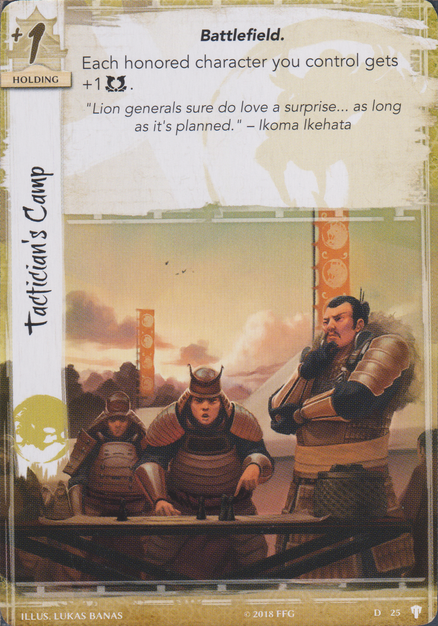 +1
HOLDING
Battlefield.
Each honored character you control gets
+1 .
"Lion generals sure do love a surprise... as long
as it's planned." – Ikoma Ikehata
Tactician's Camp
ILLUS. LUKAS BANAS
© 2018 FFG
D 25